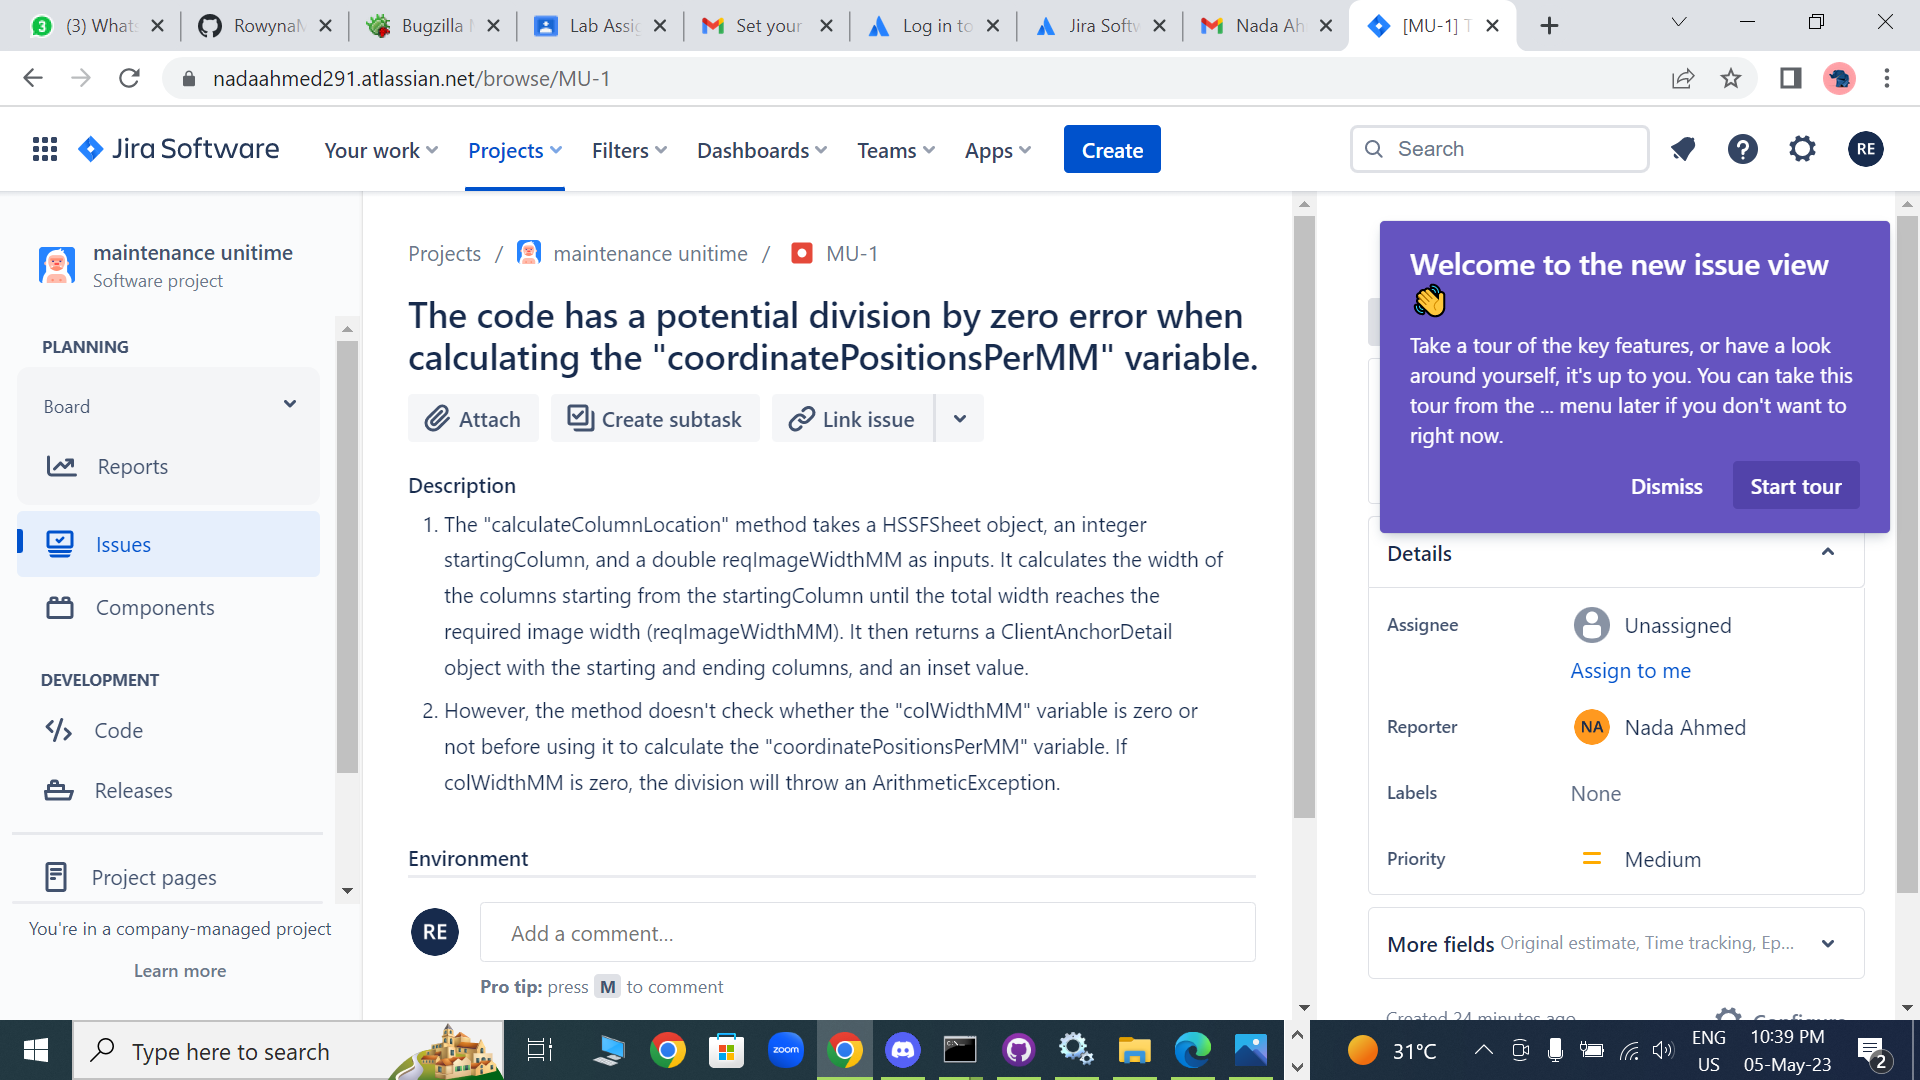 (3) Whats
RowynaM
Bugzilla M
Lab Assig
Set your
Log in to
Jira Softw
Nada Ah
[MU-1] T
nadaahmed291.atlassian.net/browse/MU-1
Jira Software
Your work
Projects
Filters
Dashboards
Teams
Apps
Create
Search
RE
maintenance unitime
Software project
PLANNING
Board
Reports
Issues
Components
DEVELOPMENT
Code
Releases
Project pages
You're in a company-managed project
Learn more
Projects / maintenance unitime / MU-1
The code has a potential division by zero error when
calculating the "coordinatePositionsPerMM" variable.
Attach
Create subtask
Link issue
Description
1. The "calculateColumnLocation" method takes a HSSFSheet object, an integer
startingColumn, and a double reqImageWidthMM as inputs. It calculates the width of
the columns starting from the startingColumn until the total width reaches the
required image width (reqImageWidthMM). It then returns a ClientAnchorDetail
object with the starting and ending columns, and an inset value.
2. However, the method doesn't check whether the "colWidthMM" variable is zero or
not before using it to calculate the "coordinatePositionsPerMM" variable. If
colWidthMM is zero, the division will throw an ArithmeticException.
Environment
RE
Add a comment...
Pro tip: press M to comment
Welcome to the new issue view
Take a tour of the key features, or have a look
around yourself, it's up to you. You can take this
tour from the ... menu later if you don't want to
right now.
Dismiss
Start tour
Details
Assignee
Unassigned
Assign to me
Reporter
NA
Nada Ahmed
Labels
None
Priority
Medium
More fields Original estimate, Time tracking, Ep...
Created 24 minutes ago
Configure
Type here to search
zoom
31°C
ENG
US
10:39 PM
05-May-23
2